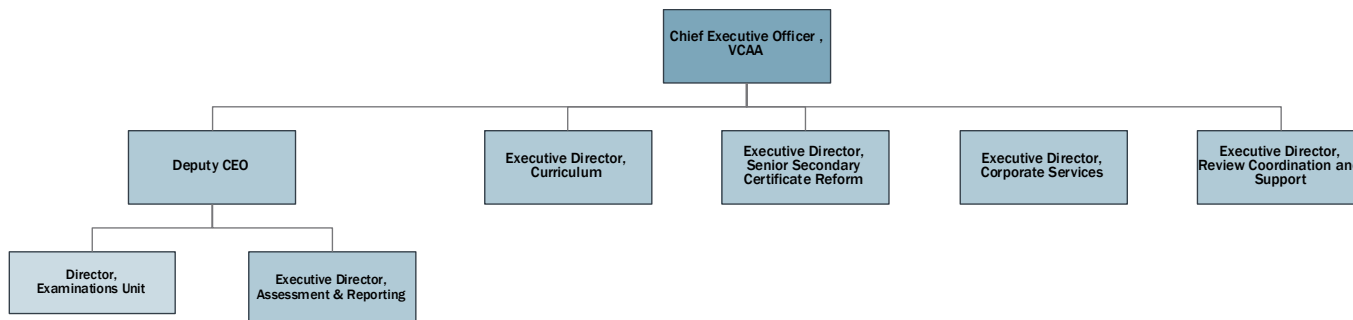 Chief Executive Officer ,
VCAA
Deputy CEO
Executive Director,
Curriculum
Executive Director,
Senior Secondary
Certificate Reform
Executive Director,
Corporate Services
Executive Director,
Review Coordination and
Support
Director,
Examinations Unit
Executive Director,
Assessment & Reporting